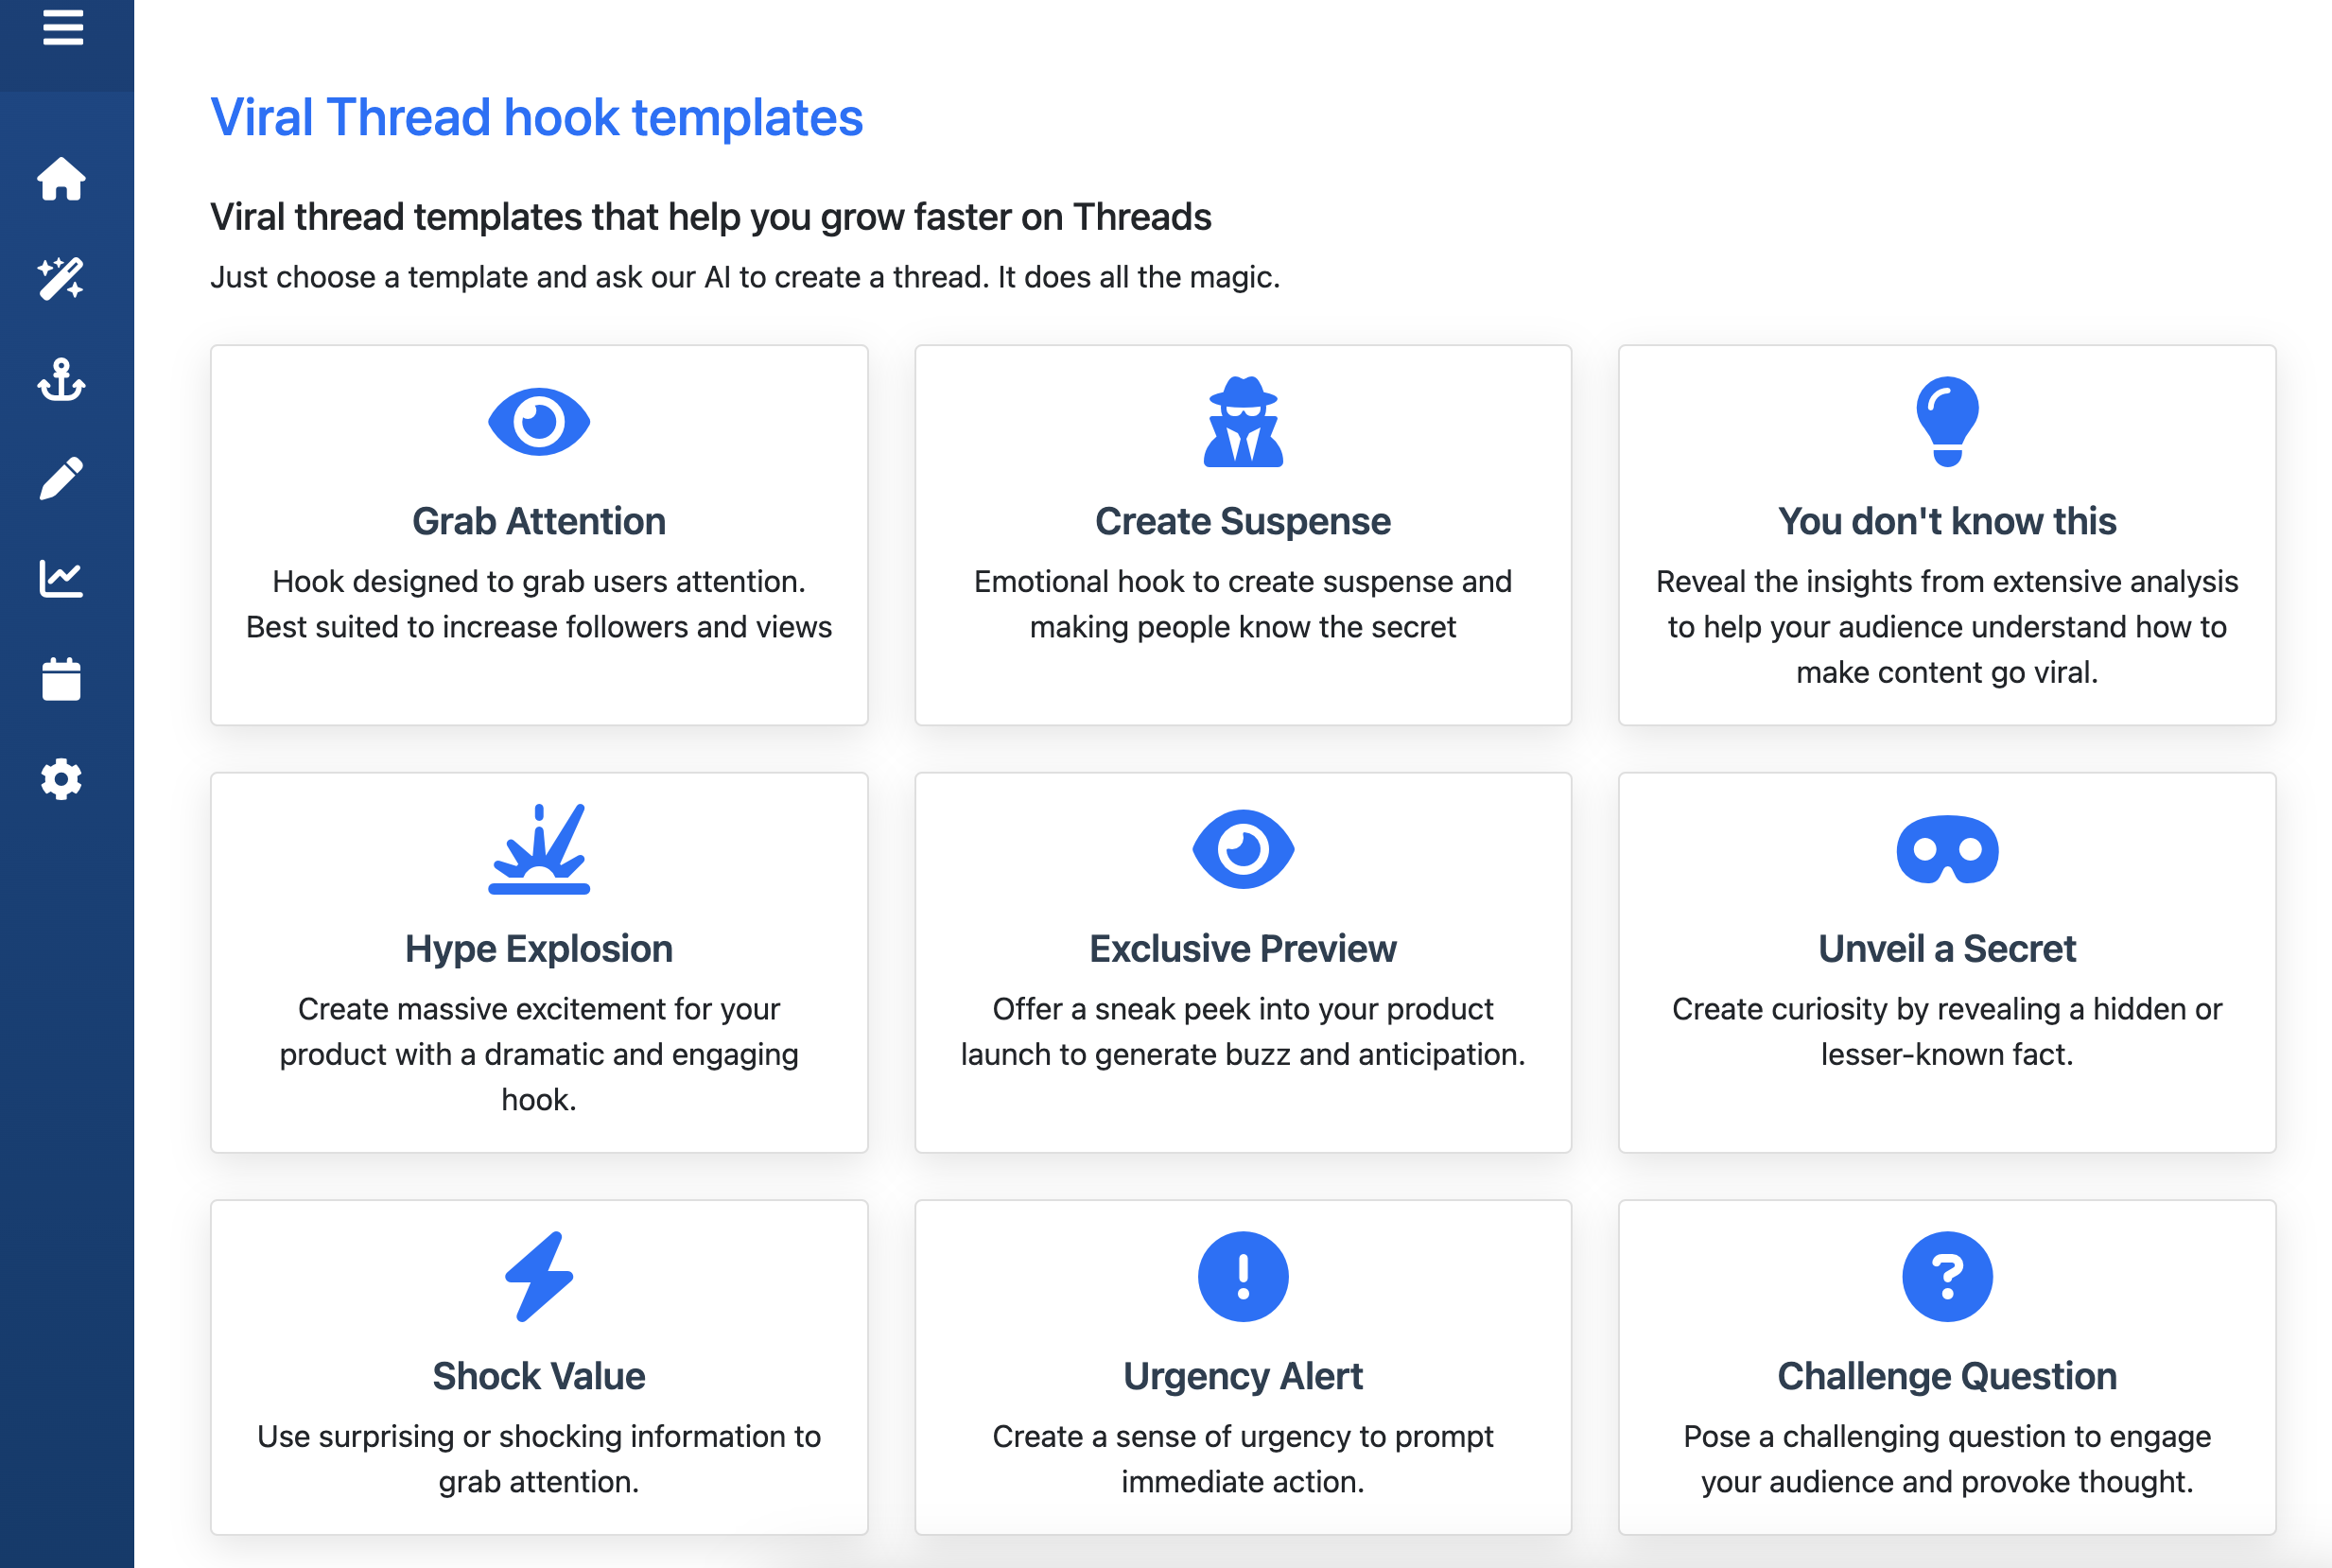 Viral Thread hook templates
Viral thread templates that help you grow faster on Threads
Just choose a template and ask our AI to create a thread. It does all the magic.
Grab Attention
Hook designed to grab users attention.
Best suited to increase followers and views
Create Suspense
Emotional hook to create suspense and
making people know the secret
You don't know this
Reveal the insights from extensive analysis
to help your audience understand how to
make content go viral.
Hype Explosion
Create massive excitement for your
product with a dramatic and engaging
hook.
Exclusive Preview
Offer a sneak peek into your product
launch to generate buzz and anticipation.
Unveil a Secret
Create curiosity by revealing a hidden or
lesser-known fact.
Shock Value
Use surprising or shocking information to
grab attention.
Urgency Alert
Create a sense of urgency to prompt
immediate action.
Challenge Question
Pose a challenging question to engage
your audience and provoke thought.